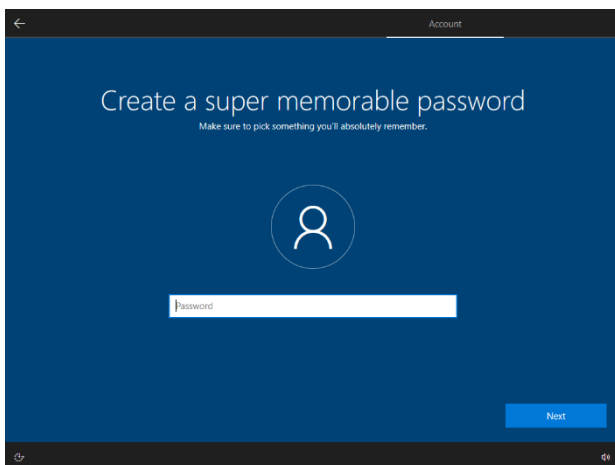 Account
Create a super memorable password
Make sure to pick something you'll absolutely remember.
Password
Next